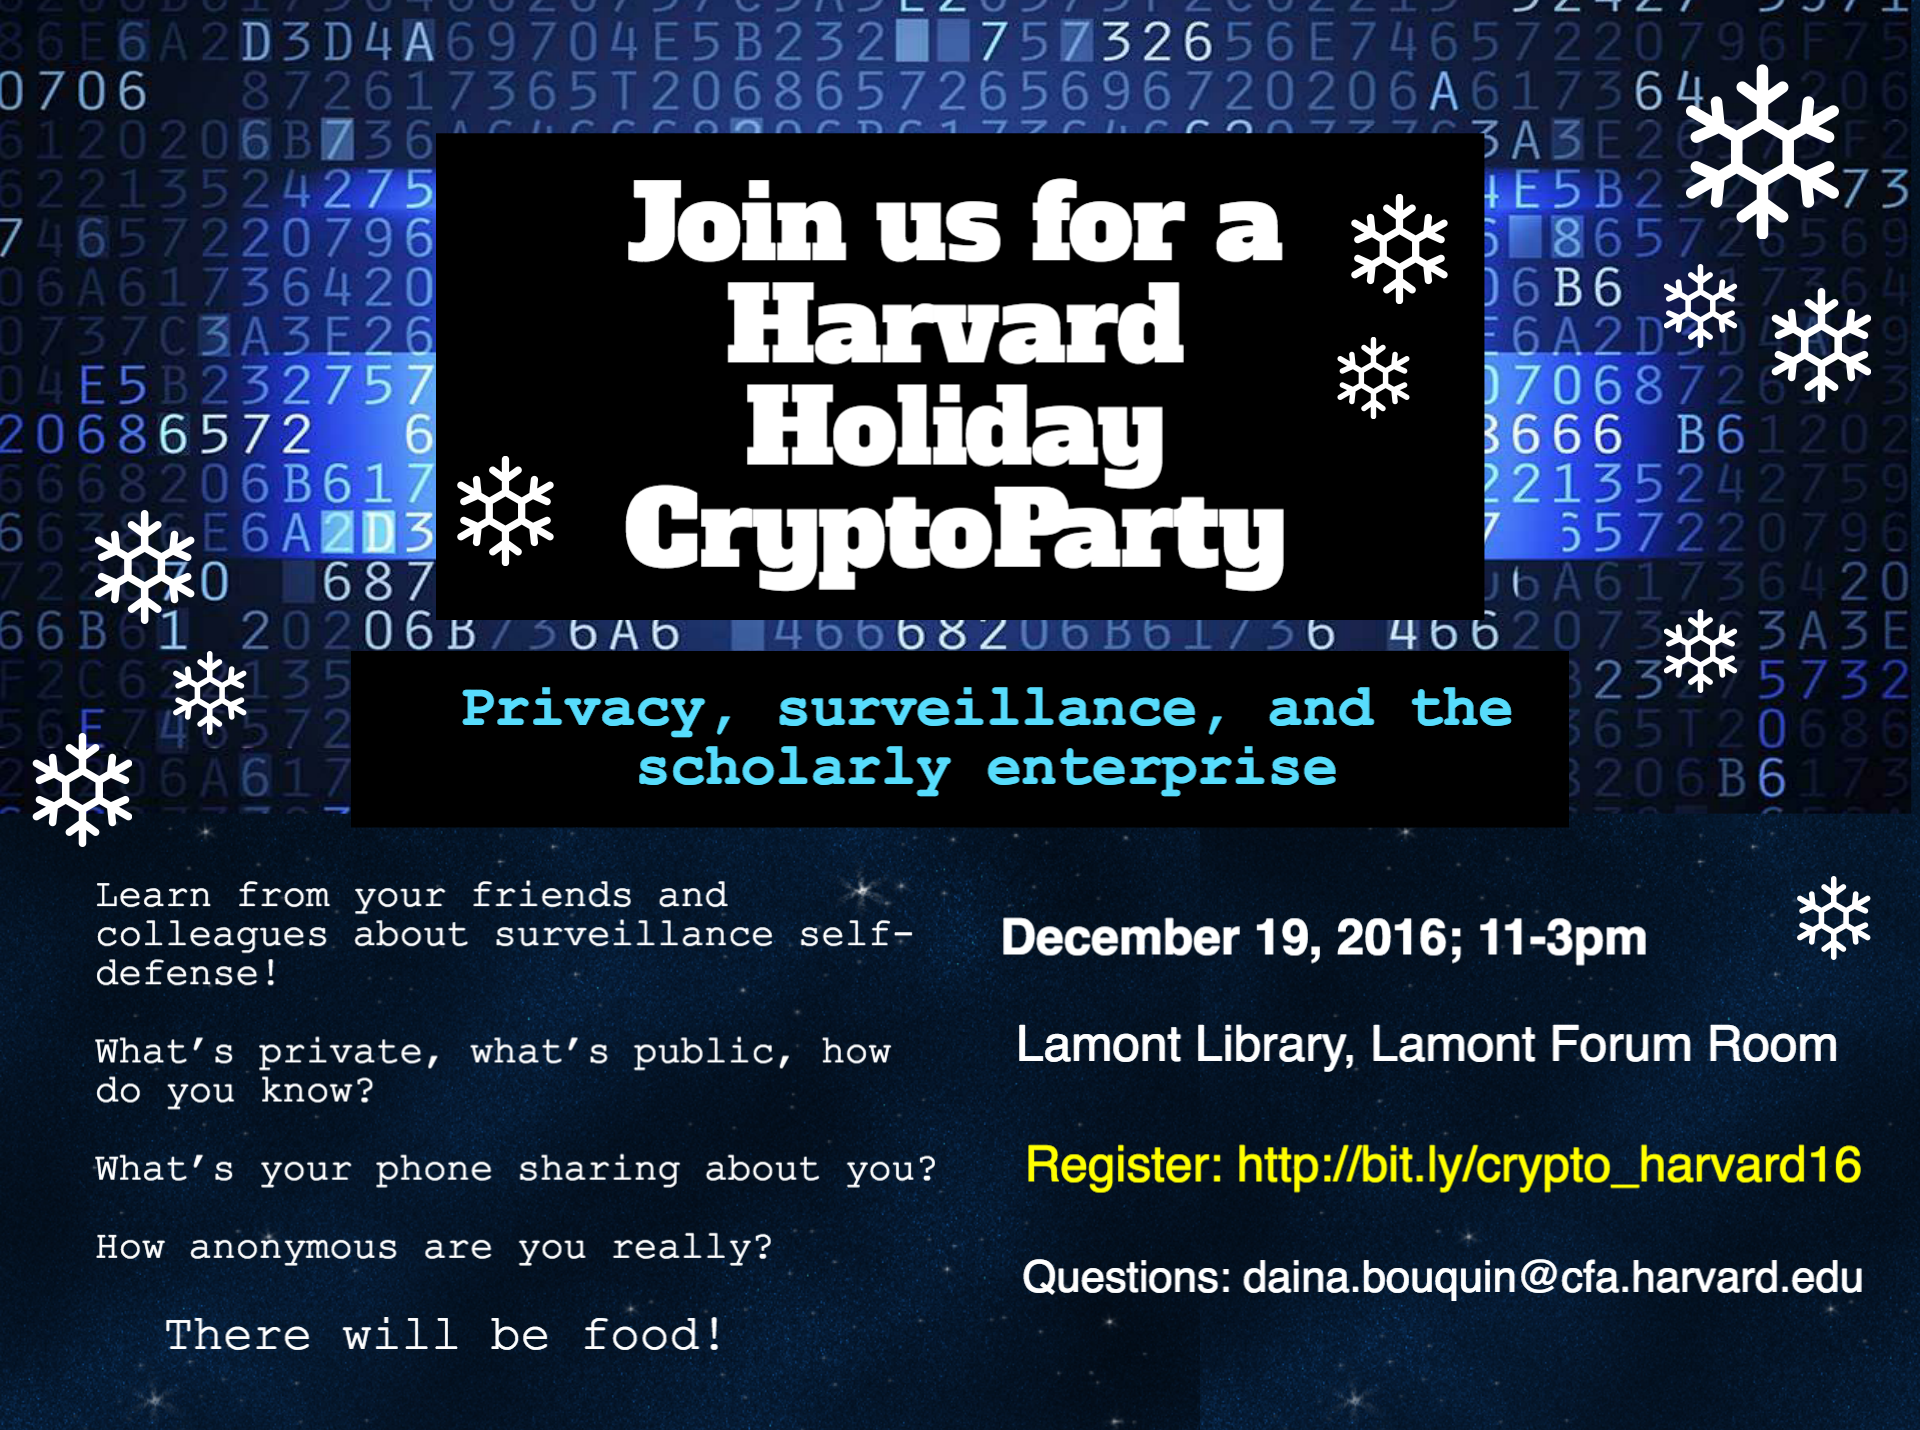 Join us for a
Harvard
Holiday
CryptoParty
Privacy, surveillance, and the
scholarly enterprise
Learn from your friends and
colleagues about surveillance self-
defense!
What’s private, what’s public, how
do you know?
What’s your phone sharing about you?
How anonymous are you really?
There will be food!
December 19, 2016; 11-3pm
Lamont Library, Lamont Forum Room
Register: http://bit.ly/crypto_harvard16
Questions: daina.bouquin@cfa.harvard.edu